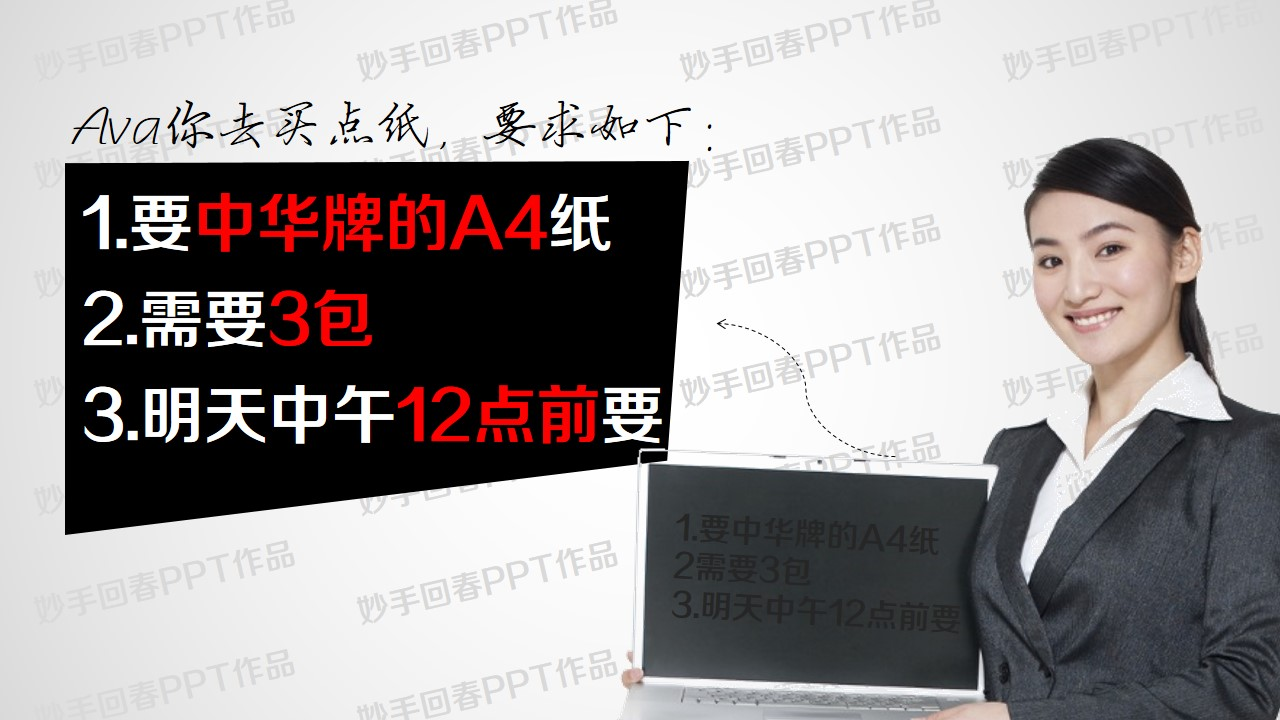 妙手回春PPT作品
Ava你去买点纸，要求如下：
1.要中华牌的A4纸
2.需要3包
3.明天中午12点前要
1.要中华牌的A4纸
2需要3包
3.明天中午12点前要